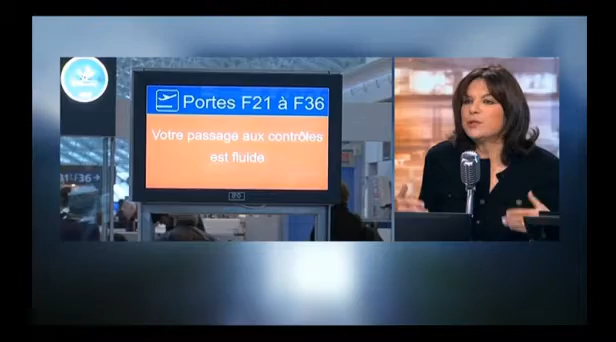 Portes F21 à F36
Votre passage aux contrôles
est fluide